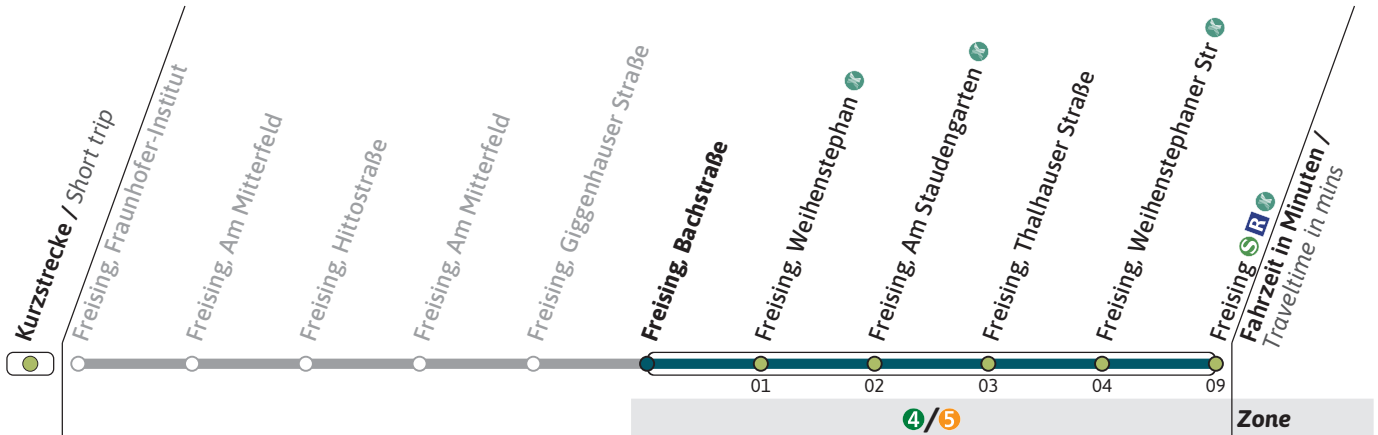 Kurzstrecke / Short trip
Freising, Fraunhofer-Institut
Freising, Am Mitterfeld
Freising, Hittostraße
Freising, Am Mitterfeld
Freising, Giggenhauser Straße
Freising, Bachstraße
Freising, Weihenstephan X
Freising, Am Staudengarten X
Freising, Thalhauser Straße
Freising, Weihenstephaner Str X
Freising S R X
Fahrzeit in Minuten /
Traveltime in mins
01 02 03 04 09
4/5 Zone